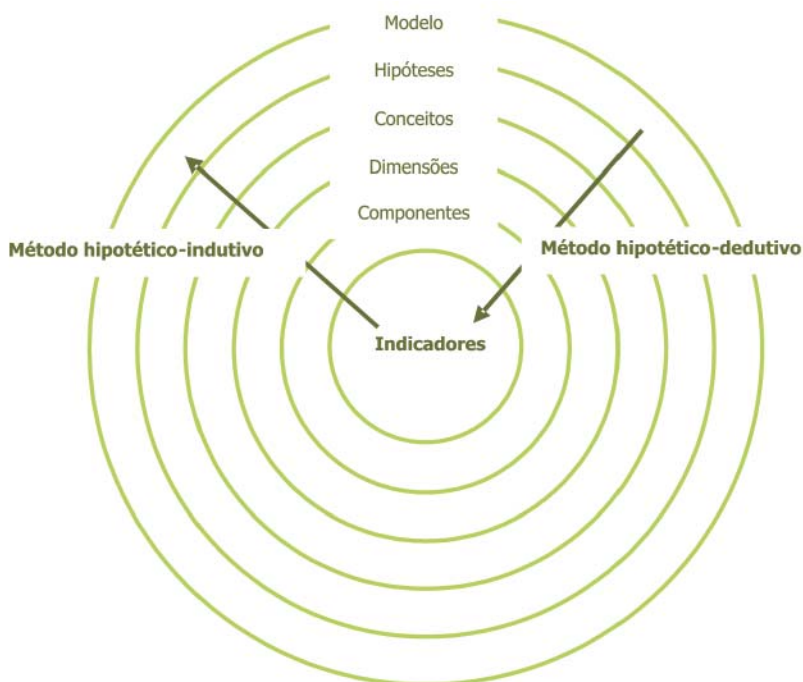 Modelo
Hipóteses
Conceitos
Dimensões
Componentes
Método hipotético-indutivo
Método hipotético-dedutivo
Indicadores